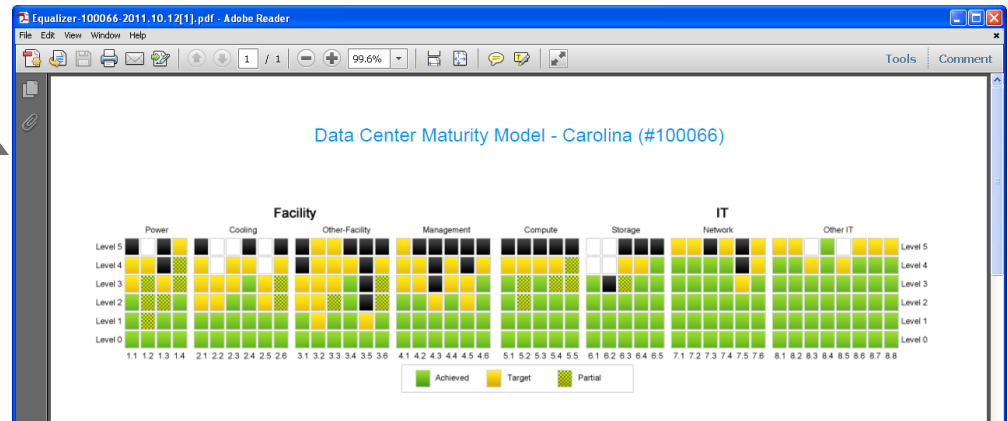 Equalizer-100066-2011.10.12[1].pdf - Adobe Reader
File Edit View Window Help
1 / 1 99.6% Tools Comment
Data Center Maturity Model - Carolina (#100066)
Facility IT
Power Cooling Other-Facility Management Compute Storage Network Other IT
Level 5 Level 5
Level 4 Level 4
Level 3 Level 3
Level 2 Level 2
Level 1 Level 1
Level 0 Level 0
1.1 1.2 1.3 1.4 2.1 2.2 2.3 2.4 2.5 2.6 3.1 3.2 3.3 3.4 3.5 3.6 4.1 4.2 4.3 4.4 4.5 4.6 5.1 5.2 5.3 5.4 5.5 6.1 6.2 6.3 6.4 6.5 7.1 7.2 7.3 7.4 7.5 7.6 8.1 8.2 8.3 8.4 8.5 8.6 8.7 8.8
Achieved Target Partial